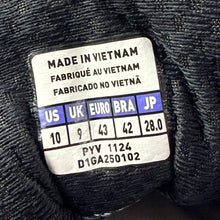 MADE IN VIETNAM
FABRIQUÉ AU VIETNAM
FABRICADO NO VIETNÃ
US UK EURO BRA JP
10 9 43 42 28.0
PYV 1124
D1GA250102